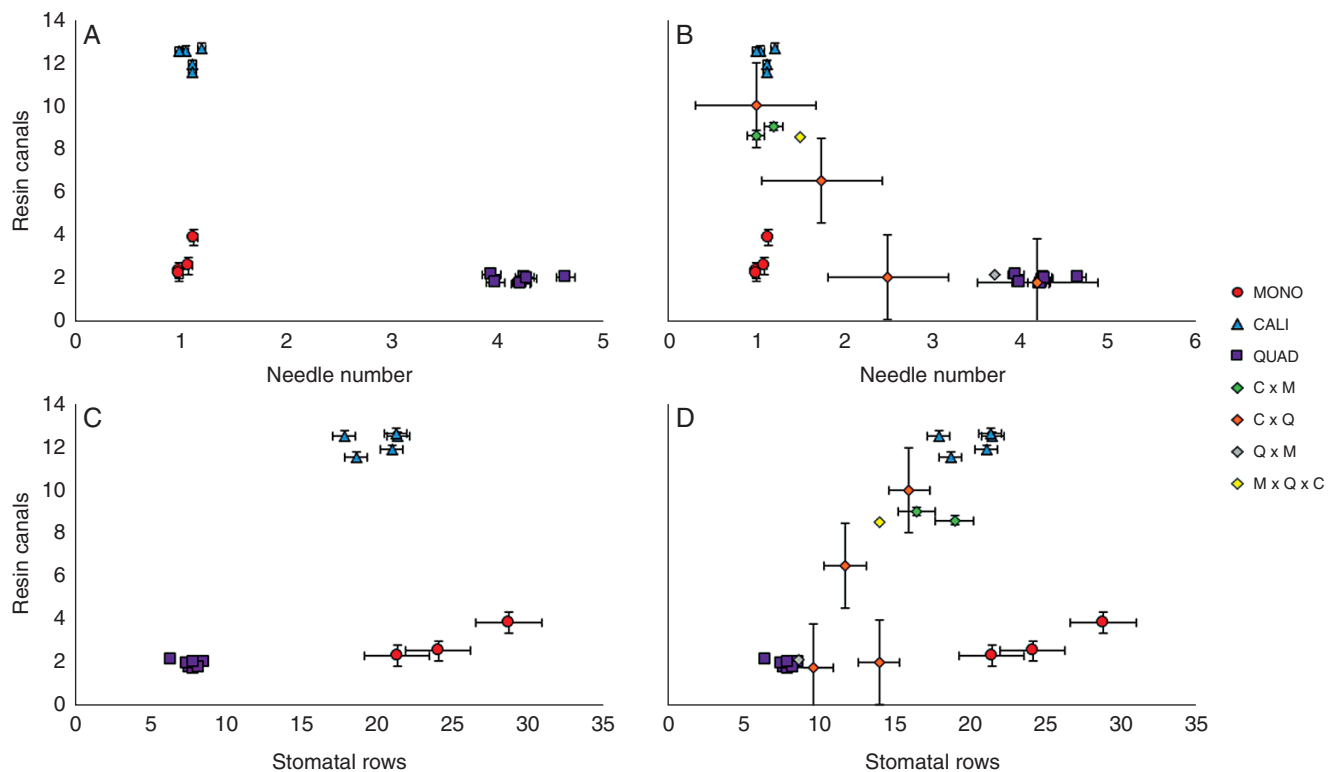 A
14
12
10
8
6
4
2
0
Resin canals
0
1
2
3
4
5
Needle number
B
0
1
2
3
4
5
6
Needle number
MONO
CALI
QUAD
C x M
C x Q
Q x M
M x Q x C
C
14
12
10
8
6
4
2
0
Resin canals
0
5
10
15
20
25
30
35
Stomatal rows
D
0
5
10
15
20
25
30
35
Stomatal rows